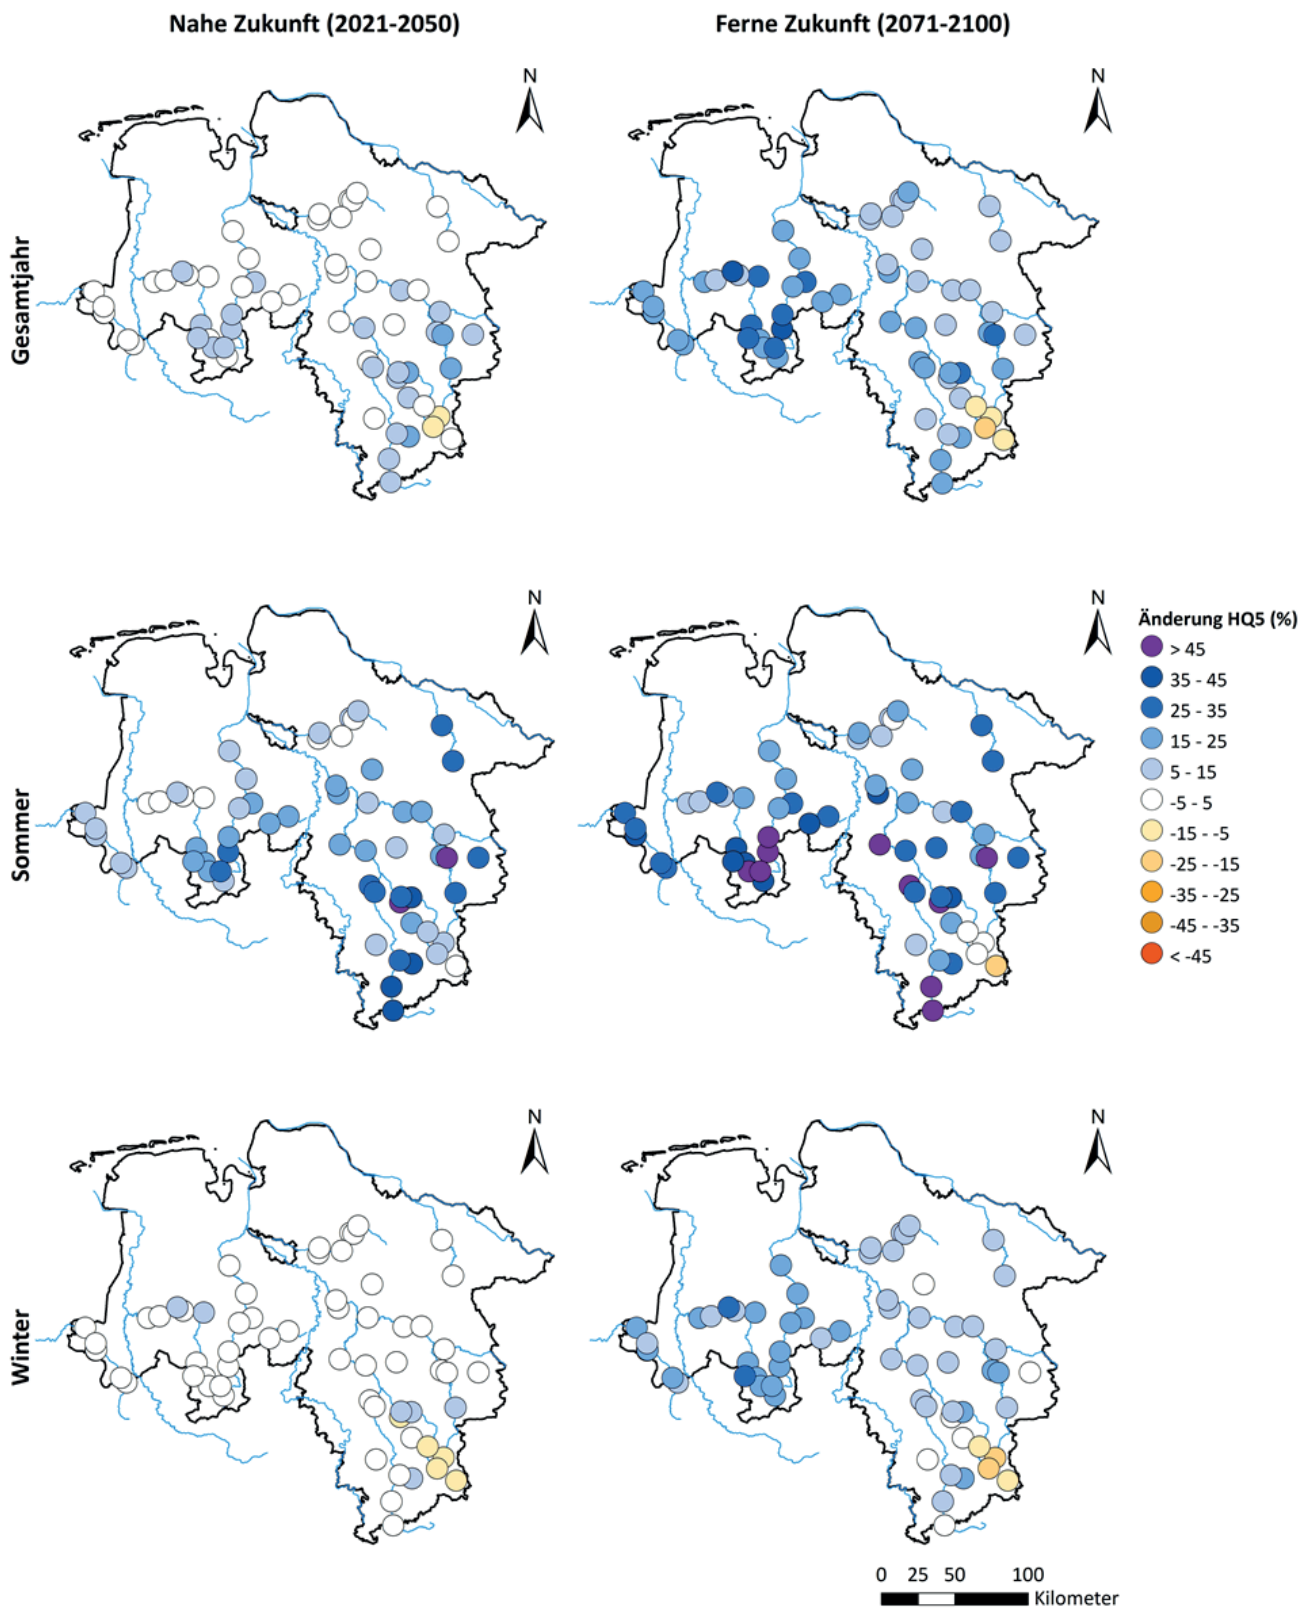 Nahe Zukunft (2021-2050)
Ferne Zukunft (2071-2100)
N
N
Gesamtjahr
N
N
Sommer
Änderung HQ5 (%)
> 45
35 - 45
25 - 35
15 - 25
5 - 15
-5 - 5
-15 - -5
-25 - -15
-35 - -25
-45 - -35
< -45
N
N
Winter
0 25 50 100
Kilometer